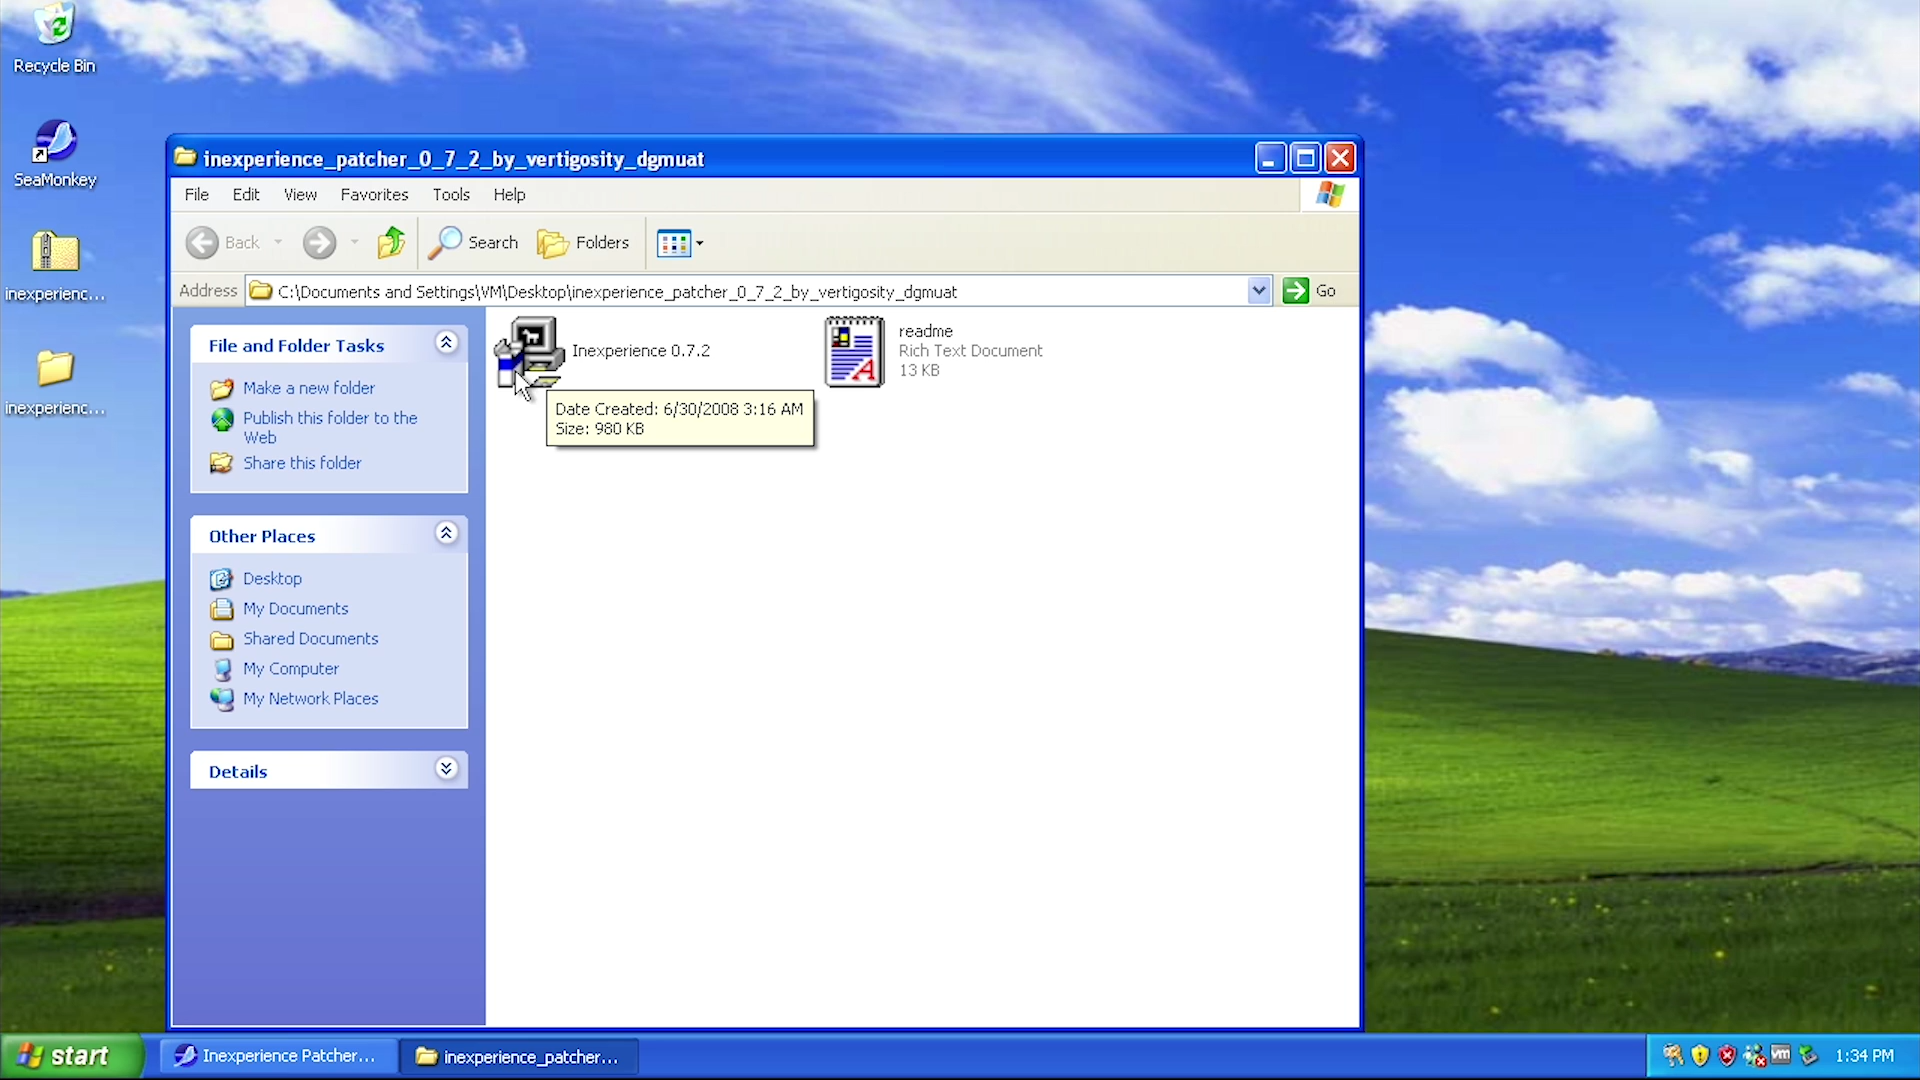 Recycle Bin
SeaMonkey
inexperienc...
inexperienc...
inexperience_patcher_0_7_2_by_vertigosity_dgmuat
File Edit View Favorites Tools Help
Back Search Folders
Address C:\Documents and Settings\VM\Desktop\inexperience_patcher_0_7_2_by_vertigosity_dgmuat Go
File and Folder Tasks
Make a new folder
Publish this folder to the
Web
Share this folder
Other Places
Desktop
My Documents
Shared Documents
My Computer
My Network Places
Details
Inexperience 0.7.2
Date Created: 6/30/2008 3:16 AM
Size: 980 KB
readme
Rich Text Document
13 KB
start
Inexperience Patcher...
inexperience_patcher...
vm
1:34 PM